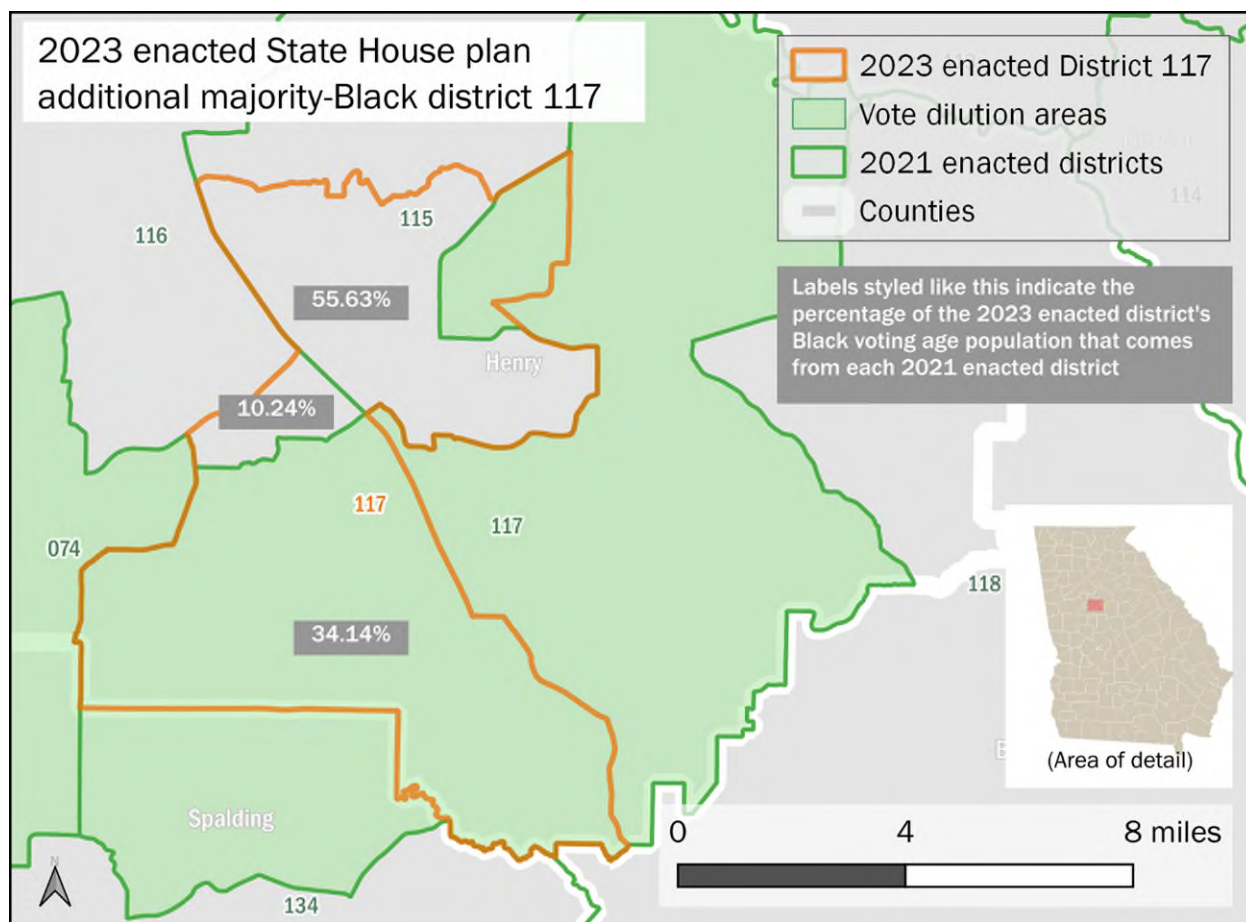 2023 enacted State House plan
additional majority-Black district 117
2023 enacted District 117
Vote dilution areas
2021 enacted districts
Counties
114
116
115
55.63%
Labels styled like this indicate the
percentage of the 2023 enacted district's
Black voting age population that comes
from each 2021 enacted district
Henry
10.24%
117
117
074
118
34.14%
(Area of detail)
Spalding
0 4 8 miles
N
134